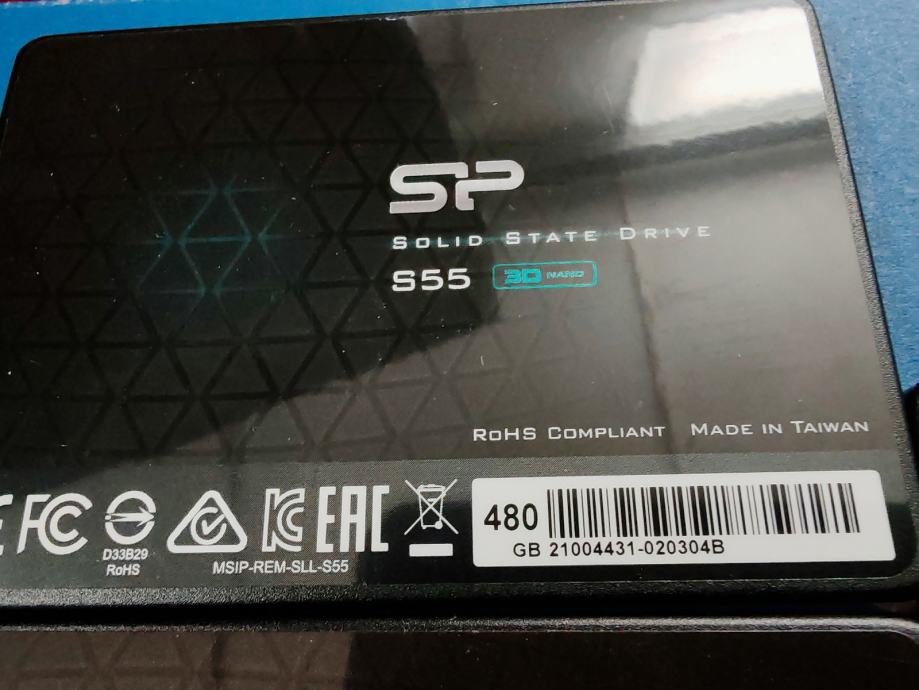 SP
SOLID STATE DRIVE
S55 3D NAND
RoHS COMPLIANT MADE IN TAIWAN
FC
D33B29
RoHS
MSIP-REM-SLL-S55
EAC
480
GB 21004431-020304B